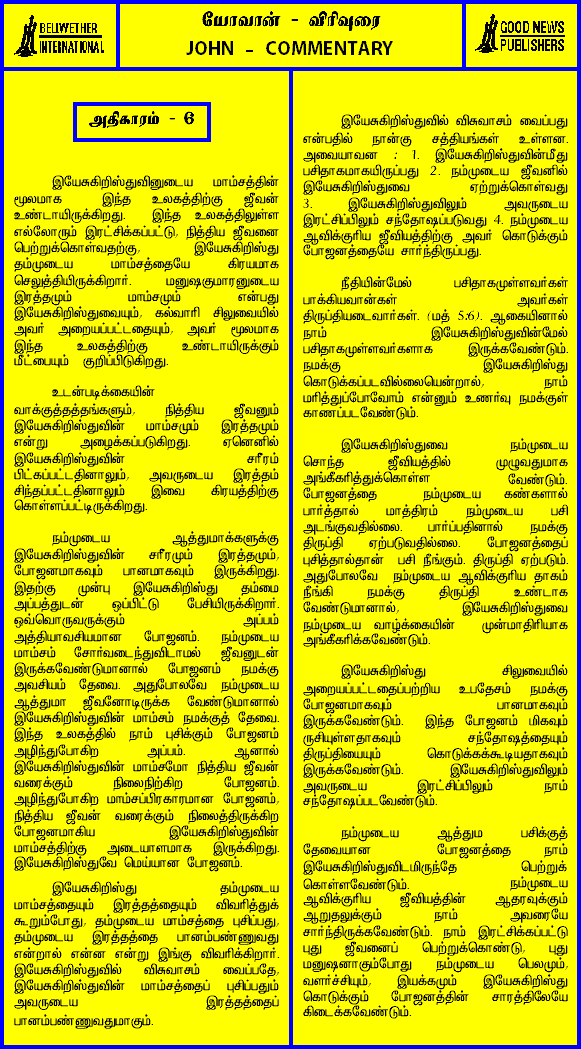 BELWETHER
INTERNATIONAL
யோவான் - விரிவுரை
JOHN - COMMENTARY
GOOD NEWS
PUBLISHERS
அதிகாரம் - 6
இயேசுகிறிஸ்துவினுடைய மாம்சத்தின்
மூலமாக இந்த உலகத்திற்கு ஜீவன்
உண்டாயிருக்கிறது. இந்த உலகத்திலுள்ள
எல்லோரும் இரட்சிக்கப்பட்டு, நித்திய ஜீவனை
பெற்றுக்கொள்வதற்கு, இயேசுகிறிஸ்து
தம்முடைய மாம்சத்தையே கிரயமாக
செலுத்தியிருக்கிறார். மனுஷகுமாரனுடைய
இரத்தமும் மாம்சமும் என்பது
இயேசுகிறிஸ்துவையும், கல்வாரி சிலுவையில்
அவர் அறையப்பட்டதையும், அவர் மூலமாக
இந்த உலகத்திற்கு உண்டாயிருக்கும்
மீட்பையும் குறிப்பிடுகிறது.
உடன்படிக்கையின்
வாக்குத்தத்தங்களும், நித்திய ஜீவனும்
இயேசுகிறிஸ்துவின் மாம்சமும் இரத்தமும்
என்று அழைக்கப்படுகிறது. ஏனெனில்
இயேசுகிறிஸ்துவின் சரீரம்
பிட்கப்பட்டதினாலும், அவருடைய இரத்தம்
சிந்தப்பட்டதினாலும் இவை கிரயத்திற்கு
கொள்ளப்பட்டிருக்கிறது.
நம்முடைய ஆத்துமாக்களுக்கு
இயேசுகிறிஸ்துவின் சரீரமும் இரத்தமும்,
போஜனமாகவும் பானமாகவும் இருக்கிறது.
இதற்கு முன்பு இயேசுகிறிஸ்து தம்மை
அப்பத்துடன் ஒப்பிட்டு பேசியிருக்கிறார்.
ஒவ்வொருவருக்கும் அப்பம்
அத்தியாவசியமான போஜனம். நம்முடைய
மாம்சம் சோர்வடைந்துவிடாமல் ஜீவனுடன்
இருக்கவேண்டுமானால் போஜனம் நமக்கு
அவசியம் தேவை. அதுபோலவே நம்முடைய
ஆத்துமா ஜீவனோடிருக்க வேண்டுமானால்
இயேசுகிறிஸ்துவின் மாம்சம் நமக்குத் தேவை.
இந்த உலகத்தில் நாம் புசிக்கும் போஜனம்
அழிந்துபோகிற அப்பம். ஆனால்
இயேசுகிறிஸ்துவின் மாம்சமோ நித்திய ஜீவன்
வரைக்கும் நிலைநிற்கிற போஜனம்.
அழிந்துபோகிற மாம்சப்பிரகாரமான போஜனம்,
நித்திய ஜீவன் வரைக்கும் நிலைத்திருக்கிற
போஜனமாகிய இயேசுகிறிஸ்துவின்
மாம்சத்திற்கு அடையாளமாக இருக்கிறது.
இயேசுகிறிஸ்துவே மெய்யான போஜனம்.
இயேசுகிறிஸ்து தம்முடைய
மாம்சத்தையும் இரத்தத்தையும் விவரித்துக்
கூறும்போது, தம்முடைய மாம்சத்தை புசிப்பது,
தம்முடைய இரத்தத்தை பானம்பண்ணுவது
என்றால் என்ன என்று இங்கு விவரிக்கிறார்.
இயேசுகிறிஸ்துவில் விசுவாசம் வைப்பதே,
இயேசுகிறிஸ்துவின் மாம்சத்தைப் புசிப்பதும்
அவருடைய இரத்தத்தைப்
பானம்பண்ணுவதுமாகும்.
இயேசுகிறிஸ்துவில் விசுவாசம் வைப்பது
என்பதில் நான்கு சத்தியங்கள் உள்ளன.
அவையாவன : 1. இயேசுகிறிஸ்துவின்மீது
பசிதாகமாகயிருப்பது 2. நம்முடைய ஜீவனில்
இயேசுகிறிஸ்துவை ஏற்றுக்கொள்வது
3. இயேசுகிறிஸ்துவிலும் அவருடைய
இரட்சிப்பிலும் சந்தோஷப்படுவது 4. நம்முடைய
ஆவிக்குரிய ஜீவியத்திற்கு அவர் கொடுக்கும்
போஜனத்தையே சார்ந்திருப்பது.
நீதியின்மேல் பசிதாகமுள்ளவர்கள்
பாக்கியவான்கள் அவர்கள்
திருப்தியடைவார்கள். (மத் 5:6). ஆகையினால்
நாம் இயேசுகிறிஸ்துவின்மேல்
பசிதாகமுள்ளவர்களாக இருக்கவேண்டும்.
நமக்கு இயேசுகிறிஸ்து
கொடுக்கப்படவில்லையென்றால், நாம்
மரித்துப்போவோம் என்னும் உணர்வு நமக்குள்
காணப்படவேண்டும்.
இயேசுகிறிஸ்துவை நம்முடைய
சொந்த ஜீவியத்தில் முழுவதுமாக
அங்கீகரித்துக்கொள்ள வேண்டும்.
போஜனத்தை நம்முடைய கண்களால்
பார்த்தால் மாத்திரம் நம்முடைய பசி
அடங்குவதில்லை. பார்ப்பதினால் நமக்கு
திருப்தி ஏற்படுவதில்லை. போஜனத்தைப்
புசித்தால்தான் பசி நீங்கும். திருப்தி ஏற்படும்.
அதுபோலவே நம்முடைய ஆவிக்குரிய தாகம்
நீங்கி நமக்கு திருப்தி உண்டாக
வேண்டுமானால், இயேசுகிறிஸ்துவை
நம்முடைய வாழ்க்கையின் முன்மாதிரியாக
அங்கீகரிக்கவேண்டும்.
இயேசுகிறிஸ்து சிலுவையில்
அறையப்பட்டதைப்பற்றிய உபதேசம் நமக்கு
போஜனமாகவும் பானமாகவும்
இருக்கவேண்டும். இந்த போஜனம் மிகவும்
ருசியுள்ளதாகவும் சந்தோஷத்தையும்
திருப்தியையும் கொடுக்கக்கூடியதாகவும்
இருக்கவேண்டும். இயேசுகிறிஸ்துவிலும்
அவருடைய இரட்சிப்பிலும் நாம்
சந்தோஷப்படவேண்டும்.
நம்முடைய ஆத்தும பசிக்குத்
தேவையான போஜனத்தை நாம்
இயேசுகிறிஸ்துவிடமிருந்தே பெற்றுக்
கொள்ளவேண்டும். நம்முடைய
ஆவிக்குரிய ஜீவியத்தின் ஆதரவுக்கும்
ஆறுதலுக்கும் நாம் அவரையே
சார்ந்திருக்கவேண்டும். நாம் இரட்சிக்கப்பட்டு
புது ஜீவனைப் பெற்றுக்கொண்டு, புது
மனுஷனாகும்போது நம்முடைய பெலமும்,
வளர்ச்சியும், இயக்கமும் இயேசுகிறிஸ்து
கொடுக்கும் போஜனத்தின் சாரத்திலேயே
கிடைக்கவேண்டும்.